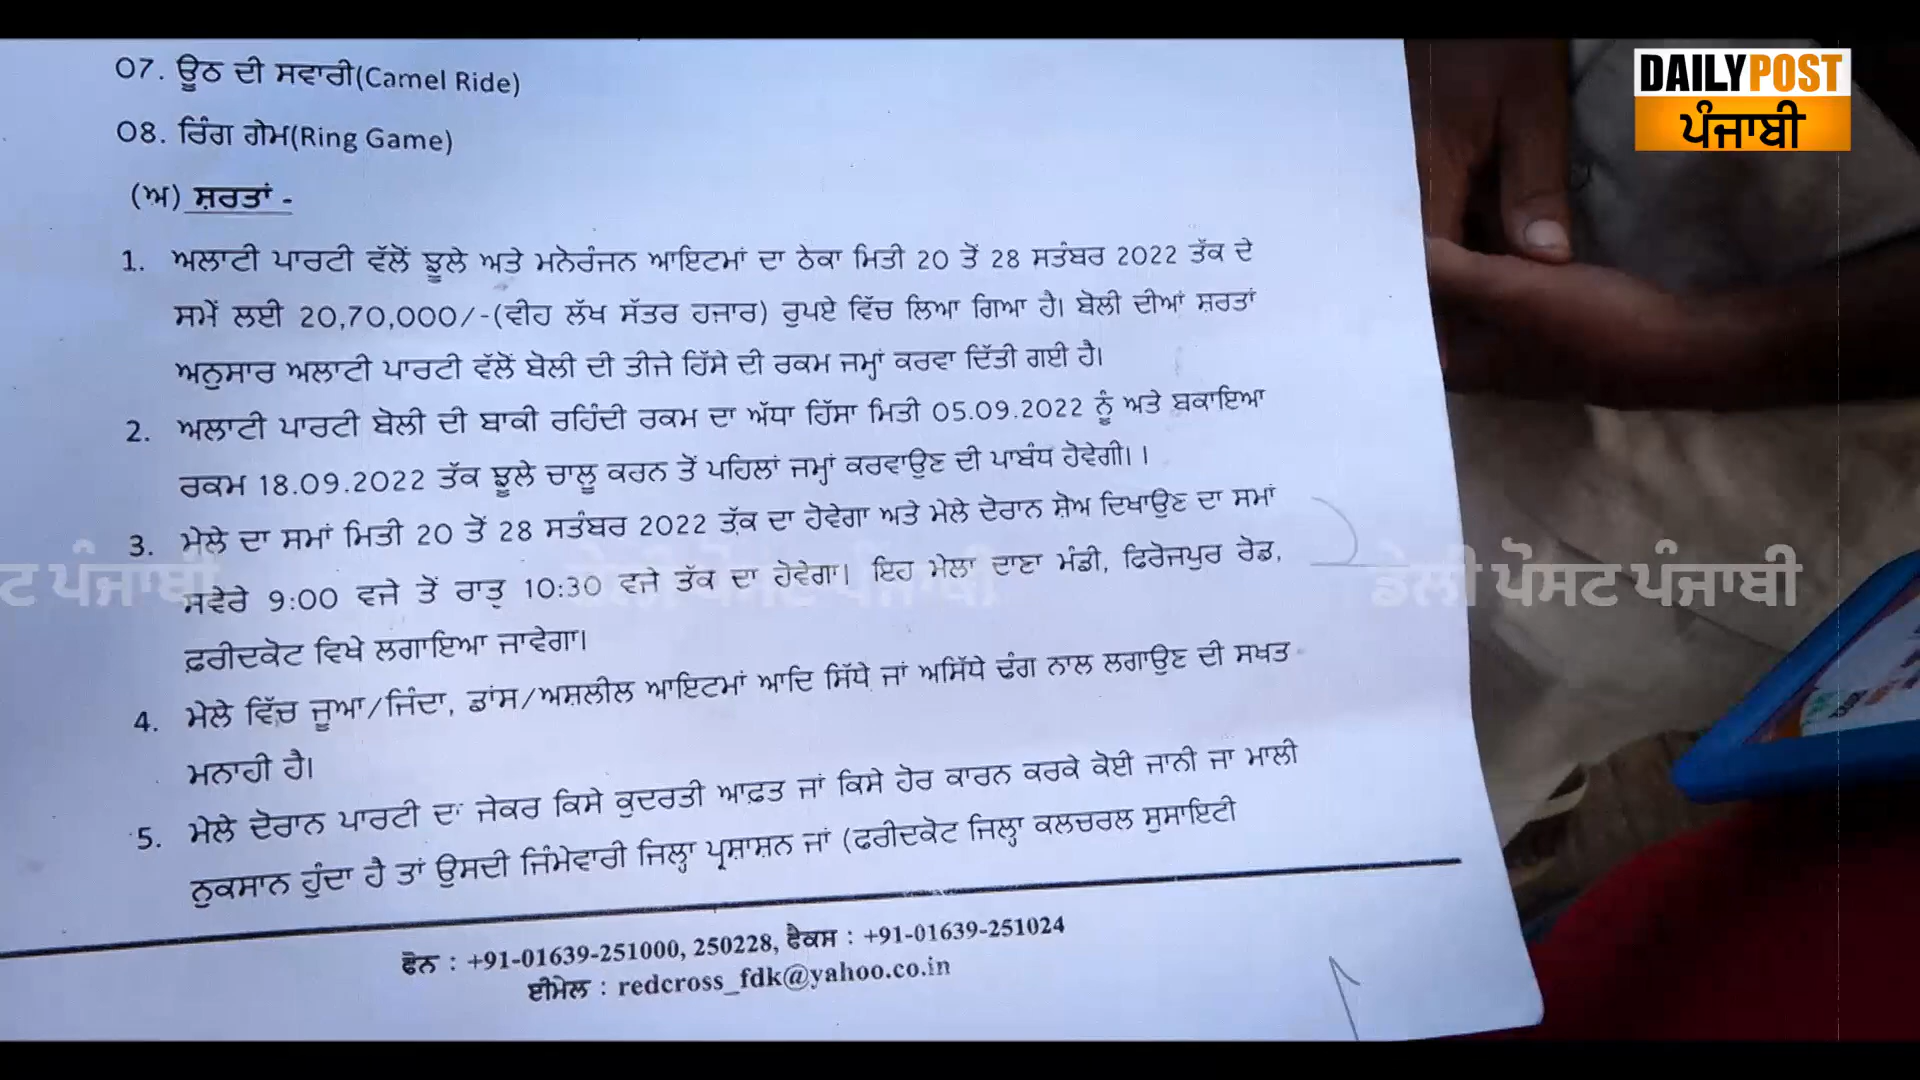 DAILYPOST
ਪੰਜਾਬੀ
07. ਊਠ ਦੀ ਸਵਾਰੀ(Camel Ride)
08. ਰਿੰਗ ਗੇਮ(Ring Game)
(ਅ) ਸ਼ਰਤਾਂ -
1. ਅਲਾਟੀ ਪਾਰਟੀ ਵੱਲੋਂ ਝੂਲੇ ਅਤੇ ਮਨੋਰੰਜਨ ਆਇਟਮਾਂ ਦਾ ਠੇਕਾ ਮਿਤੀ 20 ਤੋਂ 28 ਸਤੰਬਰ 2022 ਤੱਕ ਦੇ
ਸਮੇਂ ਲਈ 20,70,000/-(ਵੀਹ ਲੱਖ ਸੱਤਰ ਹਜਾਰ) ਰੁਪਏ ਵਿੱਚ ਲਿਆ ਗਿਆ ਹੈ। ਬੋਲੀ ਦੀਆਂ ਸ਼ਰਤਾਂ
ਅਨੁਸਾਰ ਅਲਾਟੀ ਪਾਰਟੀ ਵੱਲੋਂ ਬੋਲੀ ਦੀ ਤੀਜੇ ਹਿੱਸੇ ਦੀ ਰਕਮ ਜਮ੍ਹਾਂ ਕਰਵਾ ਦਿੱਤੀ ਗਈ ਹੈ।
2. ਅਲਾਟੀ ਪਾਰਟੀ ਬੋਲੀ ਦੀ ਬਾਕੀ ਰਹਿੰਦੀ ਰਕਮ ਦਾ ਅੱਧਾ ਹਿੱਸਾ ਮਿਤੀ 05.09.2022 ਨੂੰ ਅਤੇ ਬਕਾਇਆ
ਰਕਮ 18.09.2022 ਤੱਕ ਝੂਲੇ ਚਾਲੂ ਕਰਨ ਤੋਂ ਪਹਿਲਾਂ ਜਮ੍ਹਾਂ ਕਰਵਾਉਣ ਦੀ ਪਾਬੰਧ ਹੋਵੇਗੀ।।
3. ਮੇਲੇ ਦਾ ਸਮਾਂ ਮਿਤੀ 20 ਤੋਂ 28 ਸਤੰਬਰ 2022 ਤੱਕ ਦਾ ਹੋਵੇਗਾ ਅਤੇ ਮੇਲੇ ਦੋਰਾਨ ਸ਼ੋਅ ਦਿਖਾਉਣ ਦਾ ਸਮਾਂ
ਸਵੇਰੇ 9:00 ਵਜੇ ਤੋਂ ਰਾਤ੍ 10:30 ਵਜੇ ਤੱਕ ਦਾ ਹੋਵੇਗਾ। ਇਹ ਮੇਲਾ ਦਾਣਾ ਮੰਡੀ, ਫਿਰੋਜਪੁਰ ਰੋਡ,
ਫ਼ਰੀਦਕੋਟ ਵਿਖੇ ਲਗਾਇਆ ਜਾਵੇਗਾ।
4. ਮੇਲੇ ਵਿੱਚ ਜੂਆ/ਜਿੰਦਾ, ਡਾਂਸ/ਅਸ਼ਲੀਲ ਆਇਟਮਾਂ ਆਦਿ ਸਿੱਧੇ ਜਾਂ ਅਸਿੱਧੇ ਢੰਗ ਨਾਲ ਲਗਾਉਣ ਦੀ ਸਖਤ
ਮਨਾਹੀ ਹੈ।
5. ਮੇਲੇ ਦੋਰਾਨ ਪਾਰਟੀ ਦਾ ਜੇਕਰ ਕਿਸੇ ਕੁਦਰਤੀ ਆਫ਼ਤ ਜਾਂ ਕਿਸੇ ਹੋਰ ਕਾਰਨ ਕਰਕੇ ਕੋਈ ਜਾਨੀ ਜਾ ਮਾਲੀ
ਨੁਕਸਾਨ ਹੁੰਦਾ ਹੈ ਤਾਂ ਉਸਦੀ ਜਿੰਮੇਵਾਰੀ ਜਿਲ੍ਹਾ ਪ੍ਰਸ਼ਾਸ਼ਨ ਜਾਂ (ਫਰੀਦਕੋਟ ਜਿਲ੍ਹਾ ਕਲਚਰਲ ਸੁਸਾਇਟੀ
ਫੋਨ : +91-01639-251000, 250228, ਫੈਕਸ : +91-01639-251024
ਈਮੇਲ : redcross_fdk@yahoo.co.in
ਸਟ ਪੰਜਾਬੀ ਡੇਲੀ ਪੋਸਟ ਪੰਜਾਬੀ ਡੇਲੀ ਪੋਸਟ ਪੰਜਾਬੀ